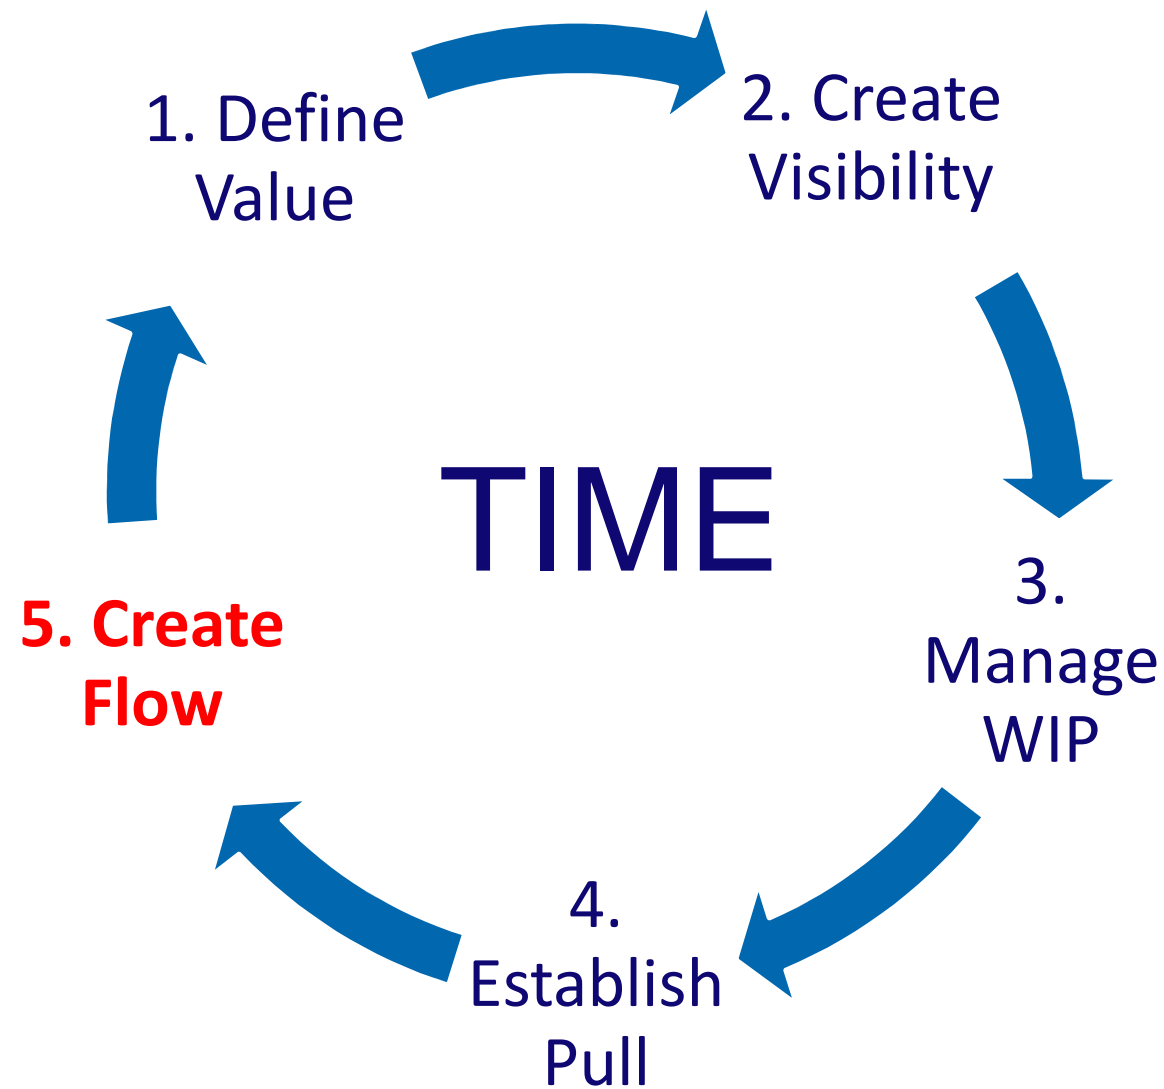 1. Define
Value
2. Create
Visibility
3.
Manage
WIP
4.
Establish
Pull
5. Create
Flow
TIME